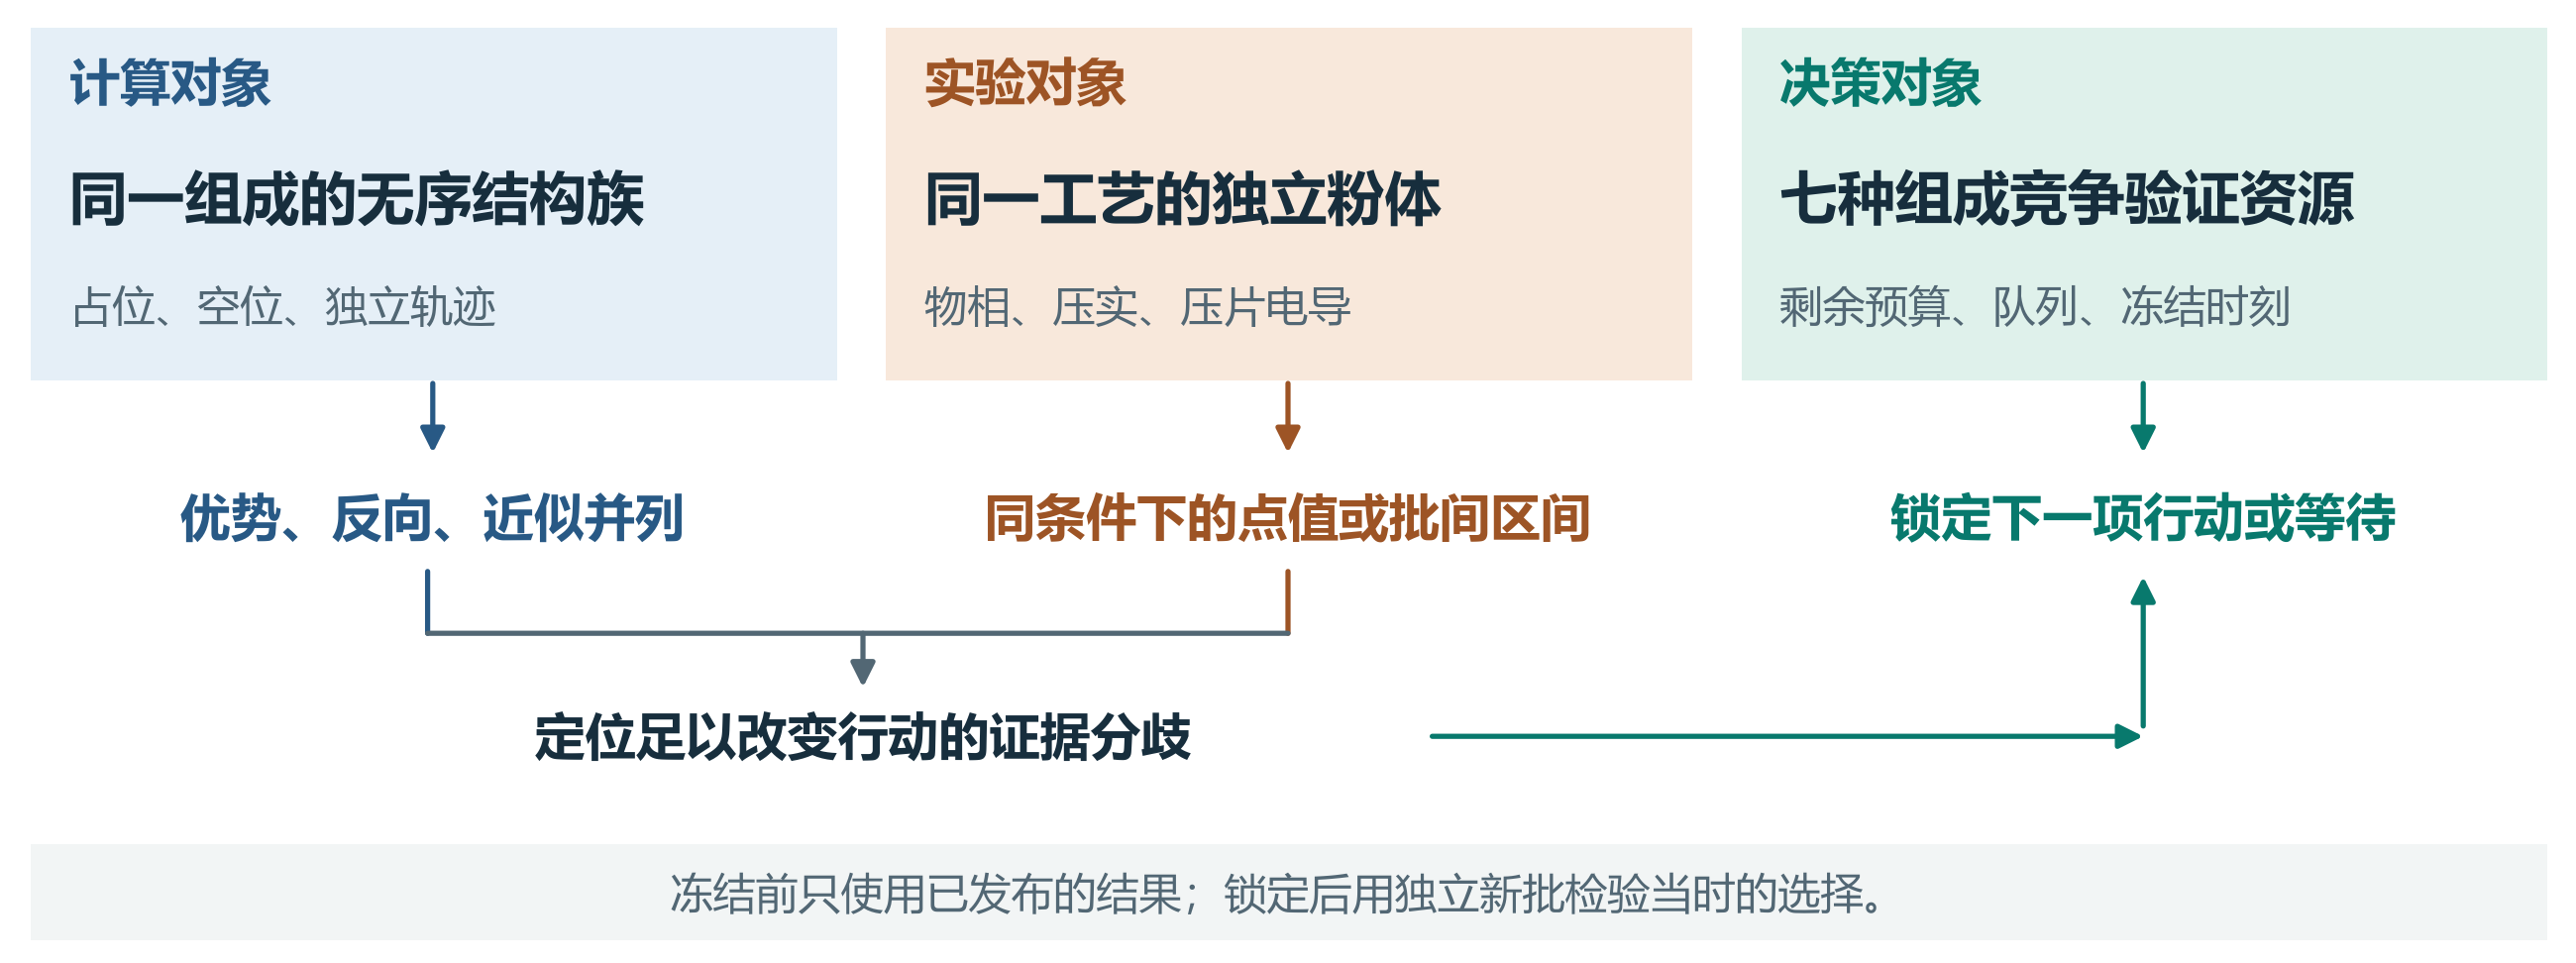 计算对象
同一组成的无序结构族
占位、空位、独立轨迹
实验对象
同一工艺的独立粉体
物相、压实、压片电导
决策对象
七种组成竞争验证资源
剩余预算、队列、冻结时刻
优势、反向、近似并列
同条件下的点值或批间区间
锁定下一项行动或等待
定位足以改变行动的证据分歧
冻结前只使用已发布的结果；锁定后用独立新批检验当时的选择。